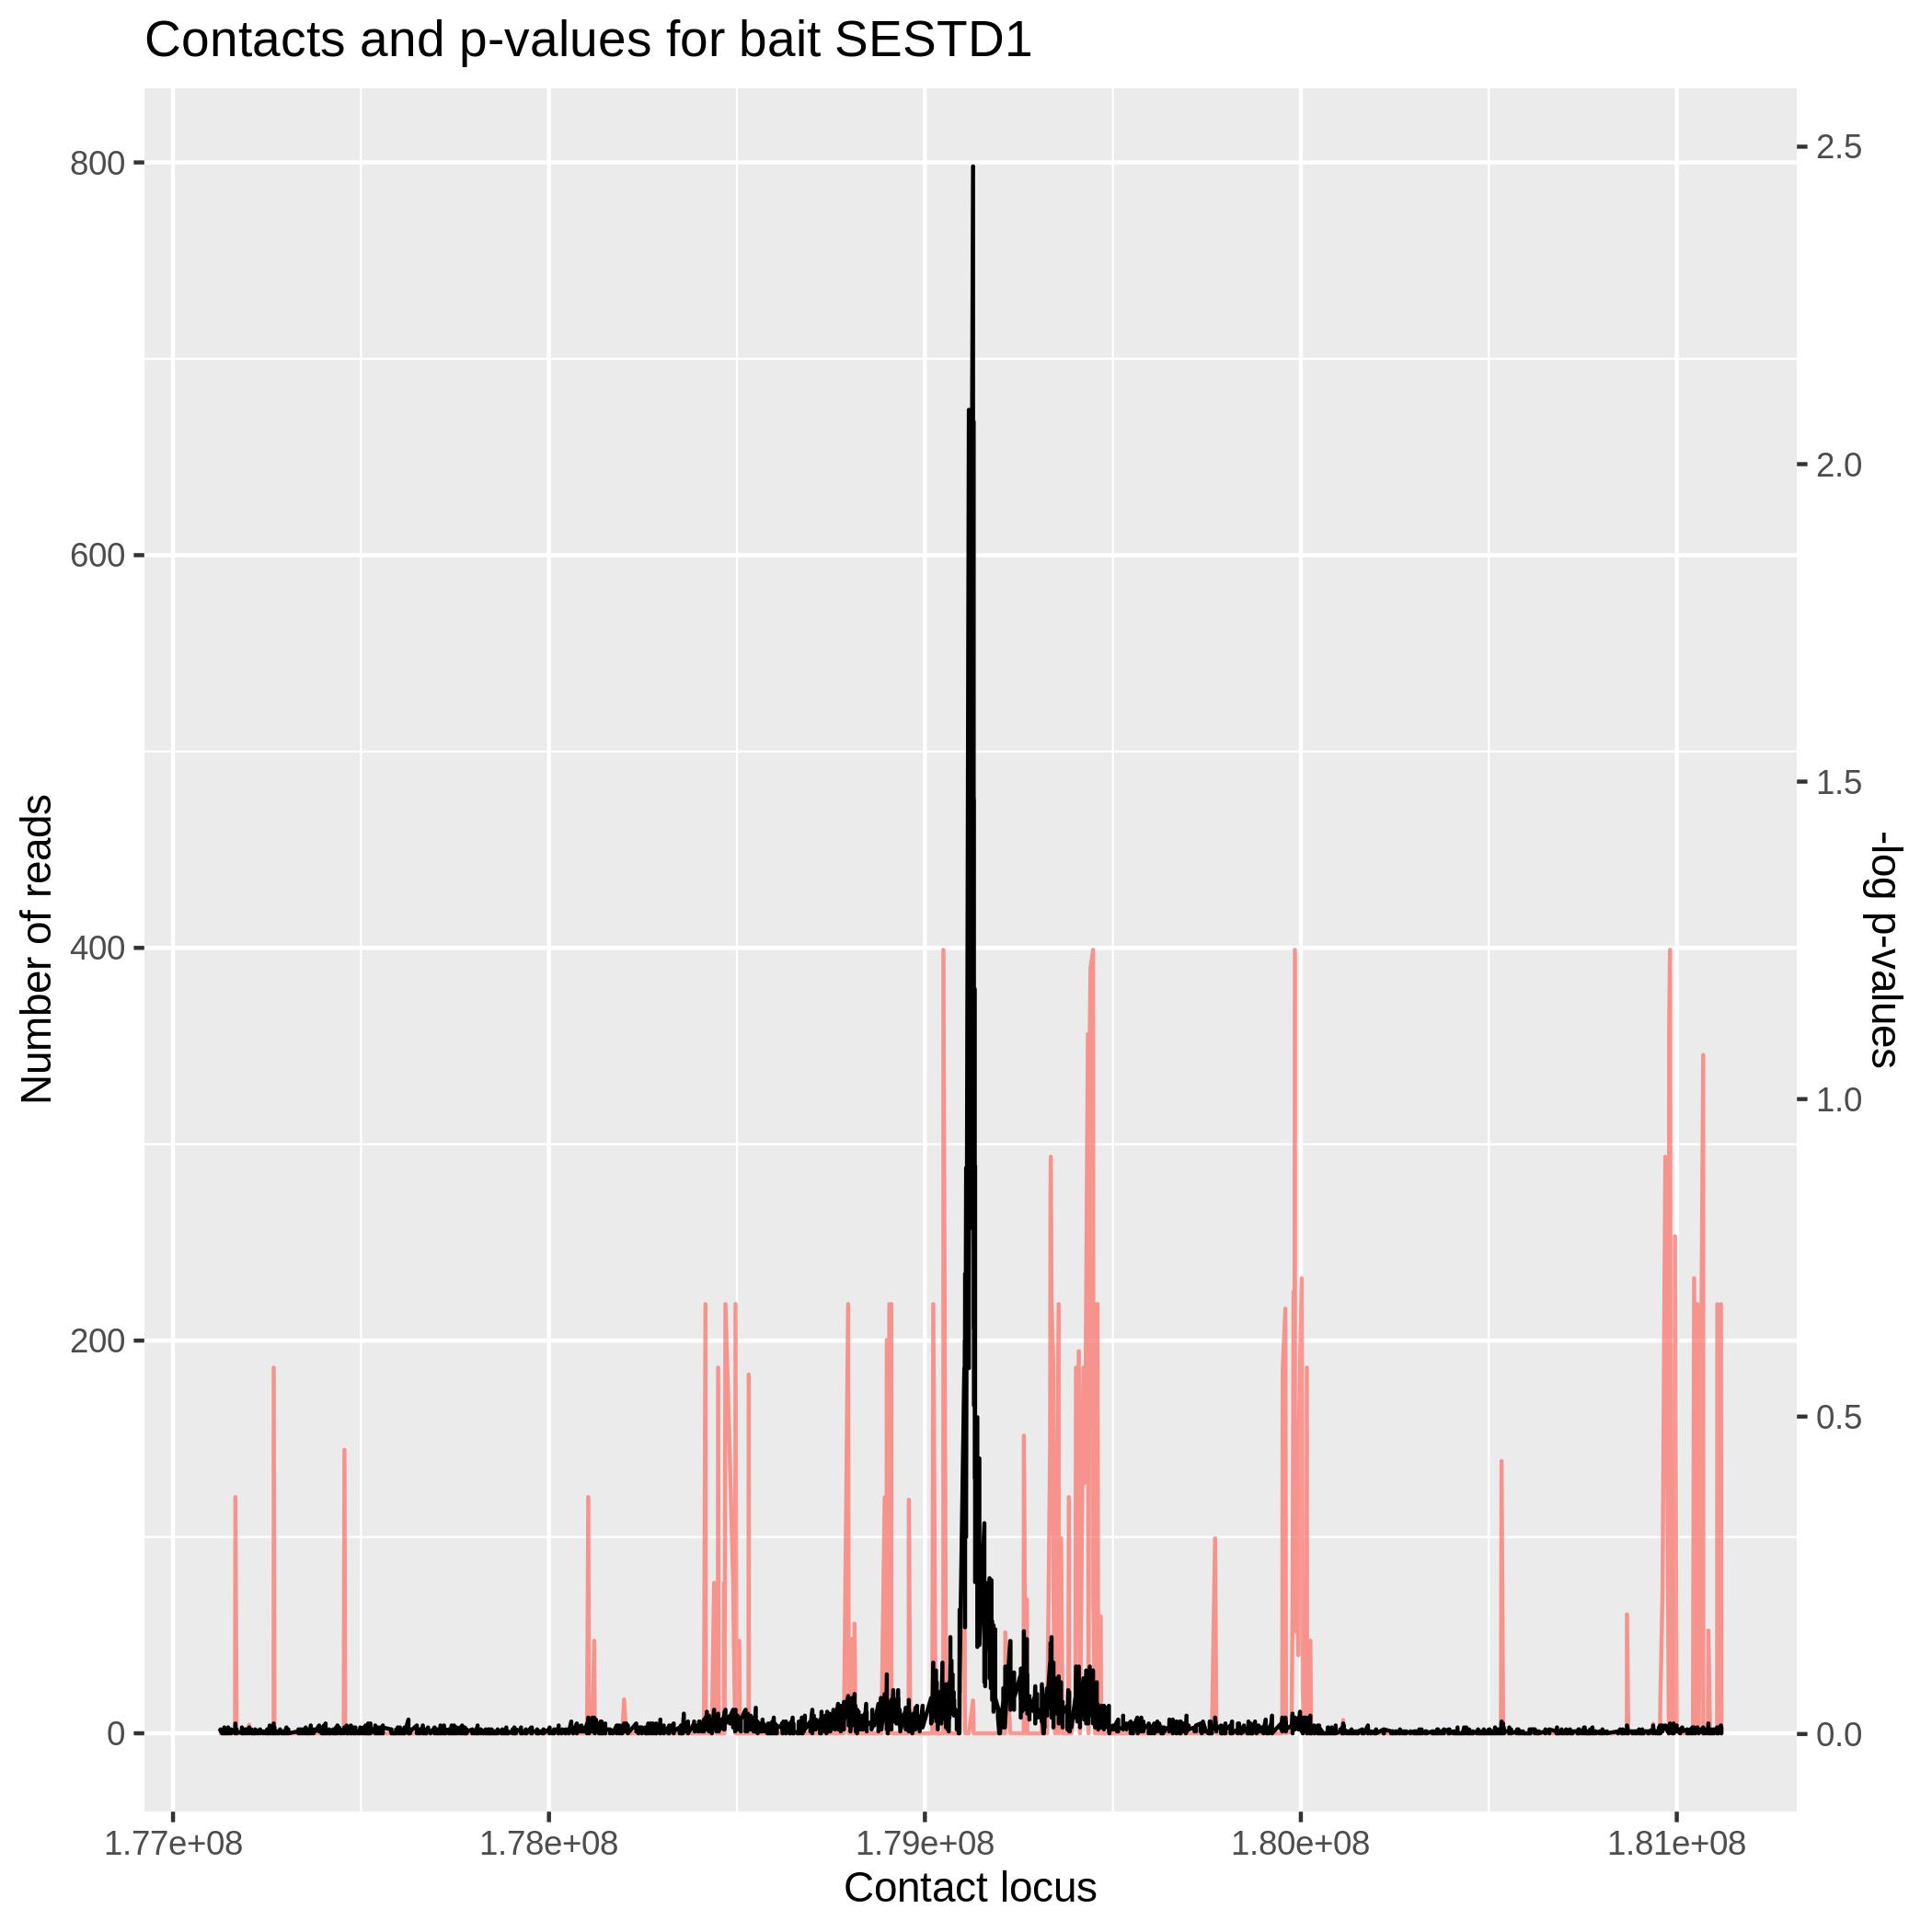 Contacts and p-values for bait SESTD1
800
600
400
200
0
Number of reads
2.5
2.0
1.5
1.0
0.5
0.0
-log p-values
1.77e+08
1.78e+08
1.79e+08
1.80e+08
1.81e+08
Contact locus